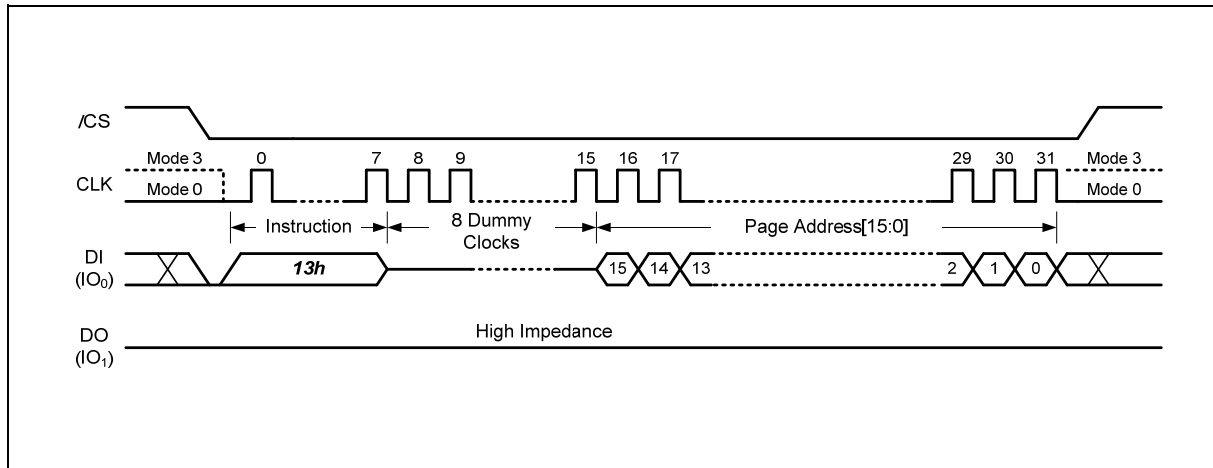 /CS
Mode 3 0 7 8 9 15 16 17 29 30 31 Mode 3
CLK
Mode 0 Mode 0
Instruction 8 Dummy Clocks Page Address[15:0]
DI
(IO₀)
13h 15 14 13 2 1 0
High Impedance
DO
(IO₁)